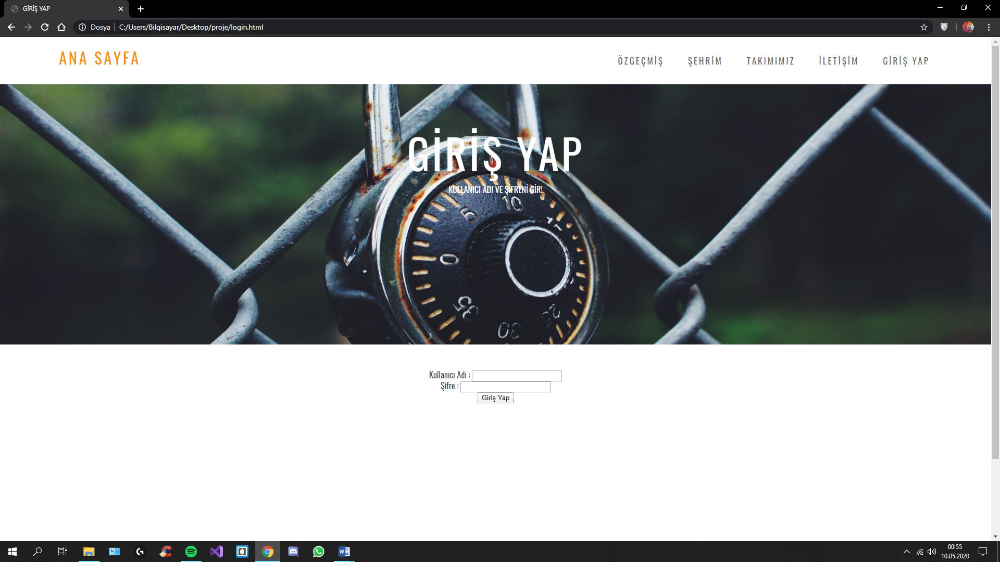 GİRİŞ YAP
Dosya C:/Users/Bilgisayar/Desktop/proje/login.html
ANA SAYFA
ÖZGEÇMİŞ ŞEHRİM TAKIMIMIZ İLETİŞİM GİRİŞ YAP
GİRİŞ YAP
KULLANICI ADI VE ŞİFRENİ GİR!
10
5
0
35
30
Kullanıcı Adı :
Şifre :
Giriş Yap
00:55
10.05.2020